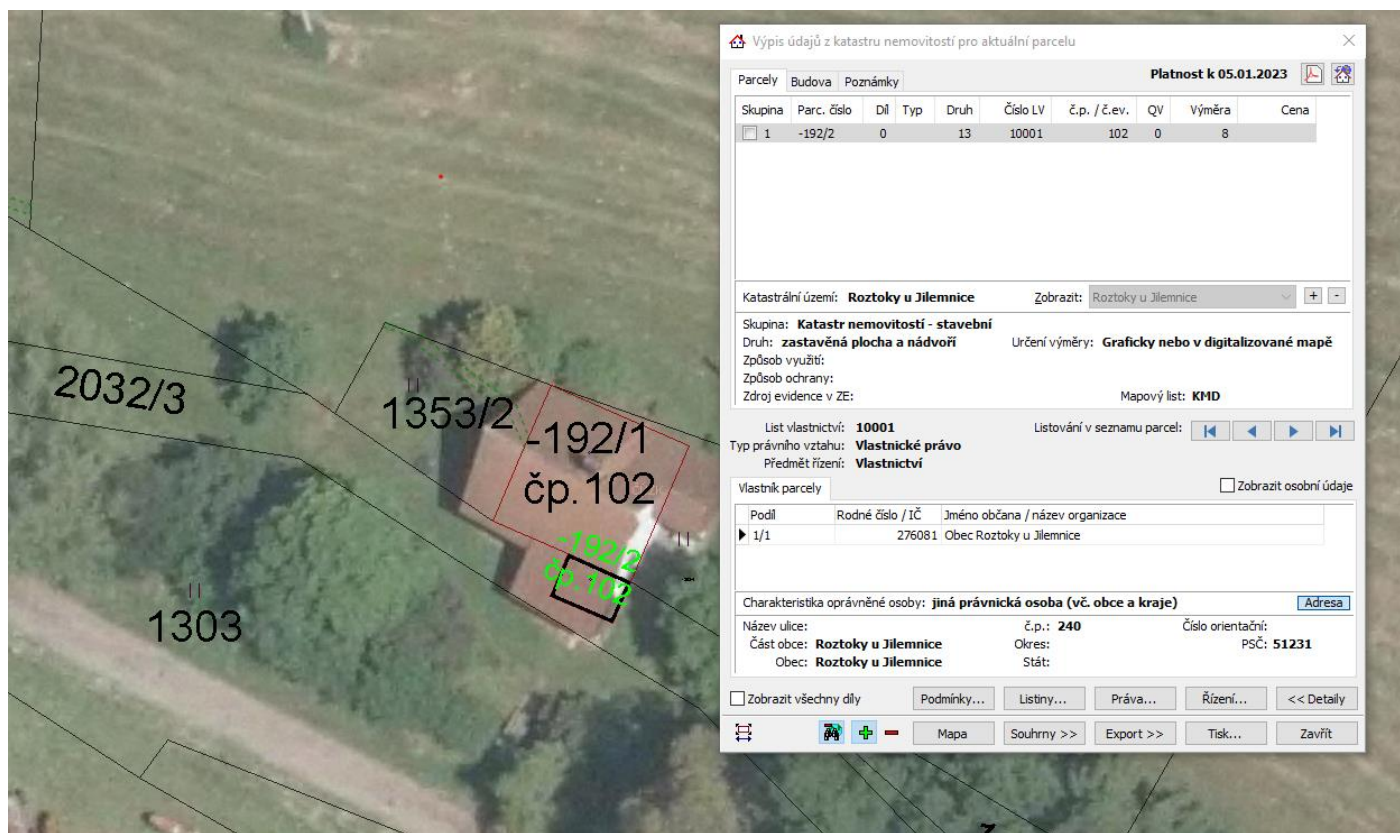 Výpis údajů z katastru nemovitostí pro aktuální parcelu
Parcely Budova Poznámky Platnost k 05.01.2023
Skupina Parc. číslo Díl Typ Druh Číslo LV č.p. / č.ev. QV Výměra Cena
1 -192/2 0 13 10001 102 0 8
Katastrální území: Roztoky u Jilemnice Zobrazit: Roztoky u Jilemnice + -
Skupina: Katastr nemovitostí - stavební
Druh: zastavěná plocha a nádvoří Určení výměry: Graficky nebo v digitalizované mapě
Způsob využití:
Způsob ochrany:
Zdroj evidence v ZE: Mapový list: KMD
List vlastnictví: 10001 Listování v seznamu parcel:
Typ právního vztahu: Vlastnické právo
Předmět řízení: Vlastnictví
Vlastník parcely Zobrazit osobní údaje
Podíl Rodné číslo / IČ Jméno občana / název organizace
1/1 276081 Obec Roztoky u Jilemnice
Charakteristika oprávněné osoby: jiná právnická osoba (vč. obce a kraje) Adresa
Název ulice: č.p.: 240 Číslo orientační:
Část obce: Roztoky u Jilemnice Okres: PSČ: 51231
Obec: Roztoky u Jilemnice Stát:
Zobrazit všechny díly Podmínky... Listiny... Práva... Řízení... << Detaily
Mapa Souhrny >> Export >> Tisk... Zavřít
2032/3
1353/2
-192/1
čp.102
-192/2
čp.102
1303